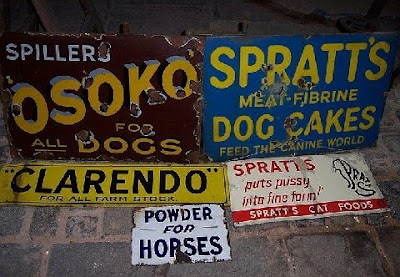 SPILLERS
OSOKO
FOR
ALL DOGS
SPRATT'S
MEAT-FIBRINE
DOG CAKES
FEED THE CANINE WORLD
"CLARENDO"
FOR ALL FARM STOCK.
SPRATT'S
puts pussy
into fine form!
SPRATT'S CAT FOODS
POWDER
FOR
HORSES